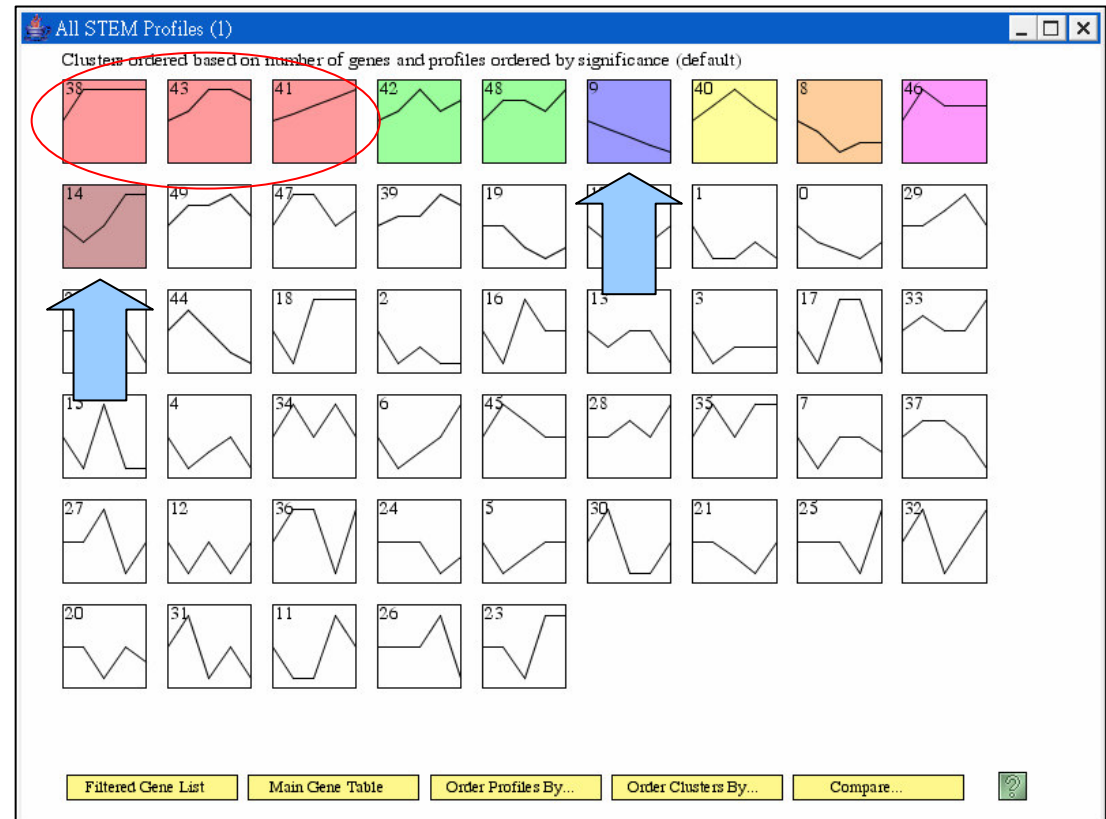 All STEM Profiles (1)
Clusters ordered based on number of genes and profiles ordered by significance (default)
38 43 41 42 48 9 40 8 46
14 49 47 39 19 1 0 29
44 18 2 16 13 3 17 33
15 4 34 6 45 28 35 7 37
27 12 36 24 5 30 21 25 32
20 31 11 26 23
Filtered Gene List Main Gene Table Order Profiles By... Order Clusters By... Compare... ?